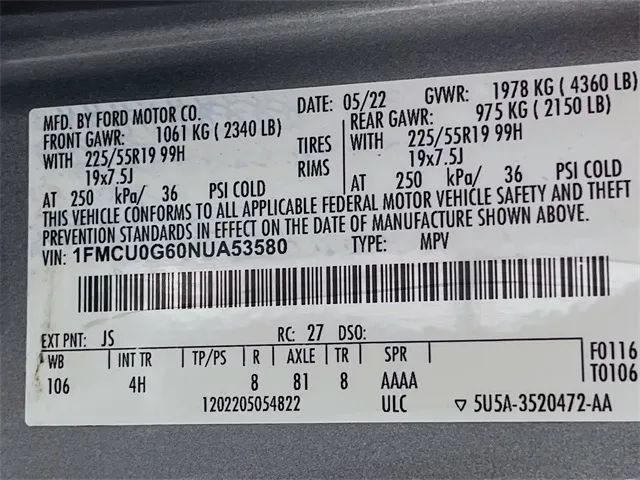 MFD. BY FORD MOTOR CO. DATE: 05/22 GVWR: 1978 KG ( 4360 LB)
FRONT GAWR: 1061 KG ( 2340 LB) REAR GAWR: 975 KG ( 2150 LB)
WITH 225/55R19 99H TIRES WITH 225/55R19 99H
19x7.5J RIMS 19x7.5J
AT 250 kPa/ 36 PSI COLD AT 250 kPa/ 36 PSI COLD
THIS VEHICLE CONFORMS TO ALL APPLICABLE FEDERAL MOTOR VEHICLE SAFETY AND THEFT
PREVENTION STANDARDS IN EFFECT ON THE DATE OF MANUFACTURE SHOWN ABOVE.
VIN: 1FMCU0G60NUA53580 TYPE: MPV
EXT PNT: JS RC: 27 DSO:
WB INT TR TP/PS R AXLE TR SPR F0116
106 4H 8 81 8 AAAA T0106
1202205054822 ULC ▽ 5U5A-3520472-AA